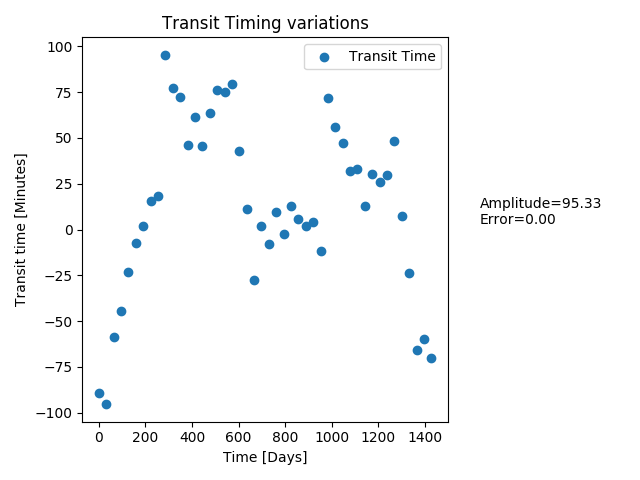 Transit Timing variations
Transit Time
Transit time [Minutes]
100
75
50
25
0
−25
−50
−75
−100
0 200 400 600 800 1000 1200 1400
Time [Days]
Amplitude=95.33
Error=0.00